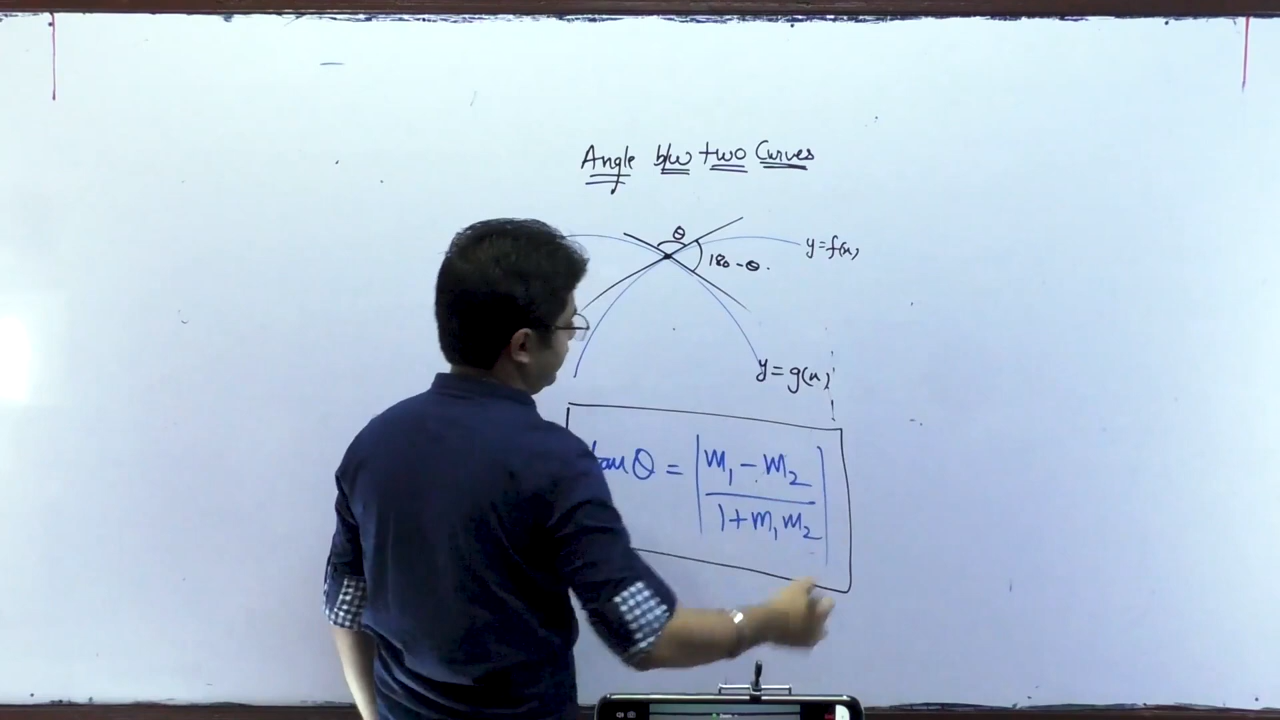 Angle b/w two Curves
θ
y=f(x)
180-θ.
y=g(x)
tan θ = |m₁-m₂ / 1+m₁m₂|